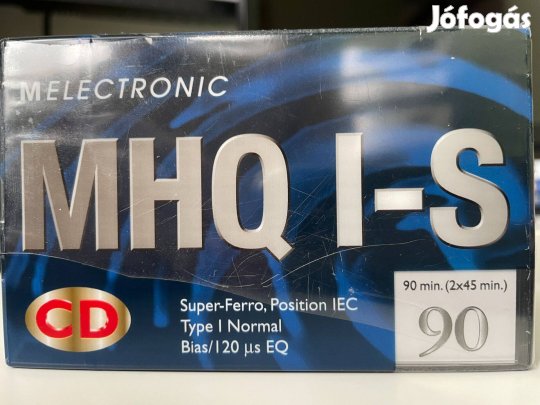 Jófogás
MELECTRONIC
MHQ I-S
CD
Super-Ferro, Position IEC
Type I Normal
Bias/120 µs EQ
90 min. (2x45 min.)
90